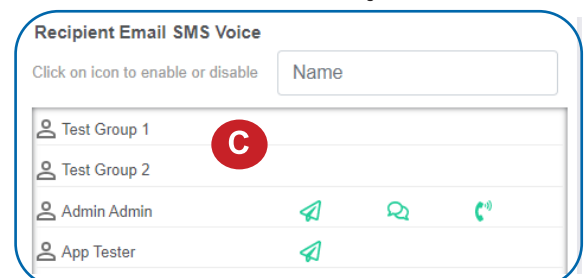 Recipient Email SMS Voice
Click on icon to enable or disable
Name
Test Group 1
C
Test Group 2
Admin Admin
App Tester